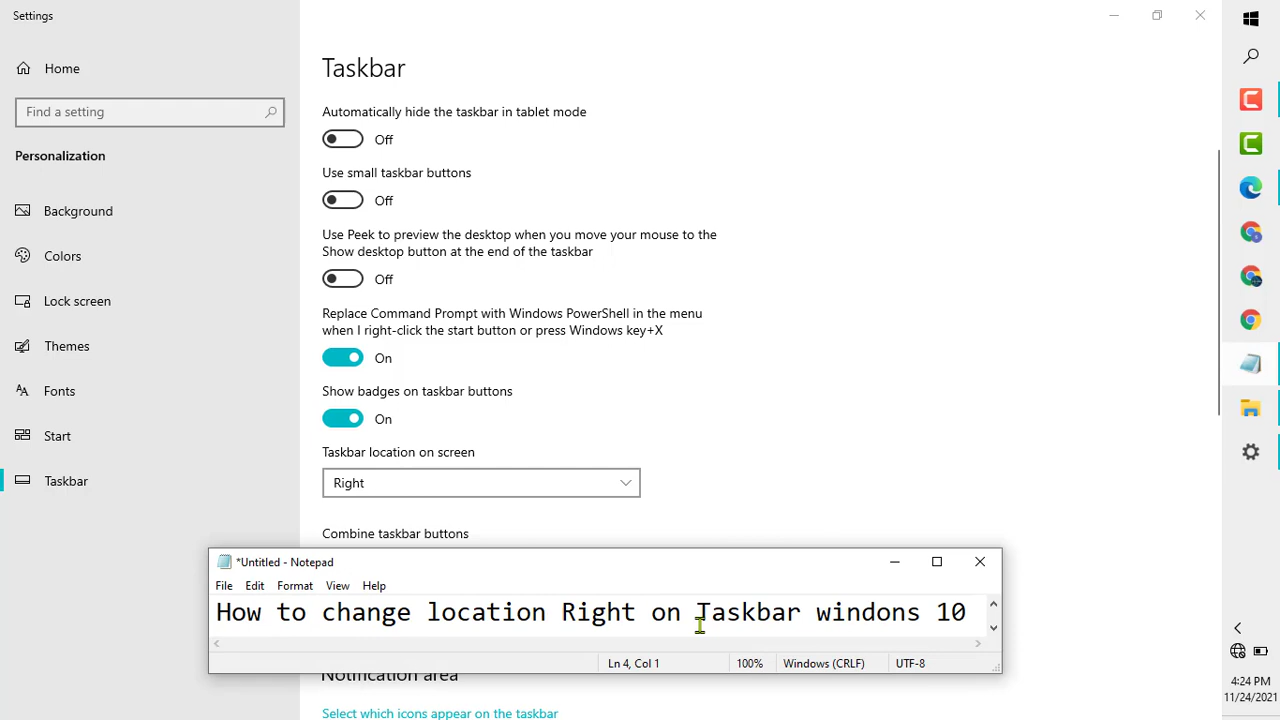 Settings
Home
Find a setting
Personalization
Background
Colors
Lock screen
Themes
Fonts
Start
Taskbar
Taskbar
Automatically hide the taskbar in tablet mode
Off
Use small taskbar buttons
Off
Use Peek to preview the desktop when you move your mouse to the
Show desktop button at the end of the taskbar
Off
Replace Command Prompt with Windows PowerShell in the menu
when I right-click the start button or press Windows key+X
On
Show badges on taskbar buttons
On
Taskbar location on screen
Right
Combine taskbar buttons
*Untitled - Notepad
File Edit Format View Help
How to change location Right on Taskbar windons 10
Ln 4, Col 1 100% Windows (CRLF) UTF-8
Notification area
Select which icons appear on the taskbar
4:24 PM
11/24/2021